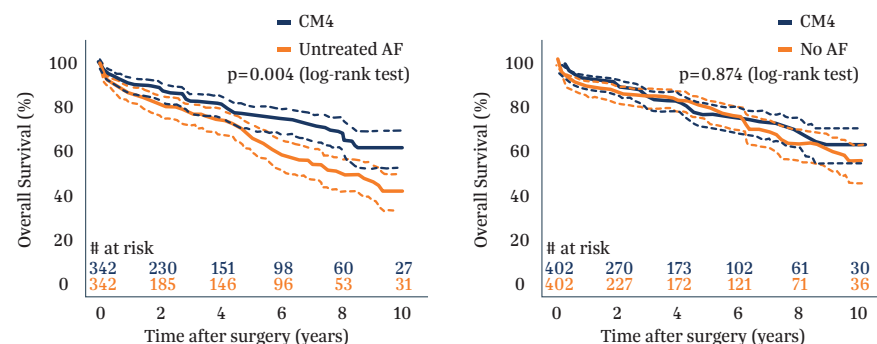 CM4
Untreated AF
p=0.004 (log-rank test)
Overall Survival (%)
100
80
60
40
20
0
# at risk
342 230 151 98 60 27
342 185 146 96 53 31
0 2 4 6 8 10
Time after surgery (years)
CM4
No AF
p=0.874 (log-rank test)
Overall Survival (%)
100
80
60
40
20
0
# at risk
402 270 173 102 61 30
402 227 172 121 71 36
0 2 4 6 8 10
Time after surgery (years)